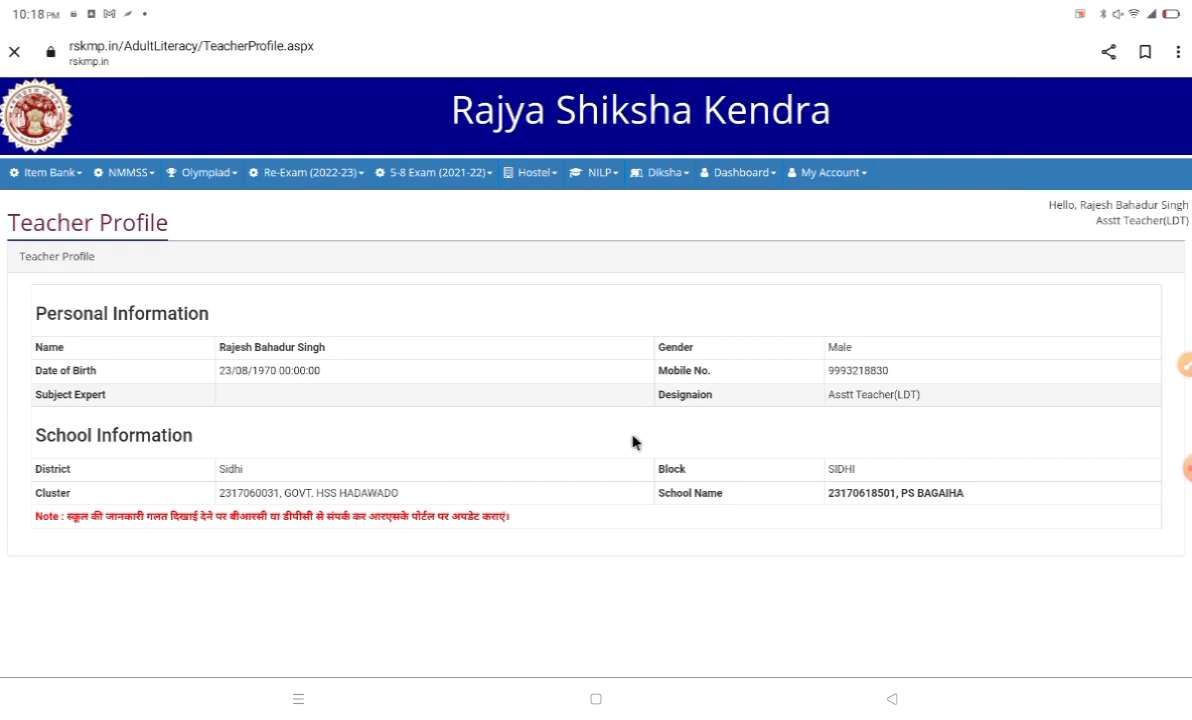 10:18 PM
rskmp.in/AdultLiteracy/TeacherProfile.aspx
rskmp.in
Rajya Shiksha Kendra
Item Bank NMMSS Olympiad Re-Exam (2022-23) 5-8 Exam (2021-22) Hostel NILP Diksha Dashboard My Account
Hello, Rajesh Bahadur Singh
Asstt Teacher(LDT)
Teacher Profile
Teacher Profile
Personal Information
Name Rajesh Bahadur Singh Gender Male
Date of Birth 23/08/1970 00:00:00 Mobile No. 9993218830
Subject Expert Designaion Asstt Teacher(LDT)
School Information
District Sidhi Block SIDHI
Cluster 2317060031, GOVT. HSS HADAWADO School Name 23170618501, PS BAGAIHA
Note : स्कूल की जानकारी गलत दिखाई देने पर बीआरसी या डीपीसी से संपर्क कर आरएसके पोर्टल पर अपडेट कराएं।